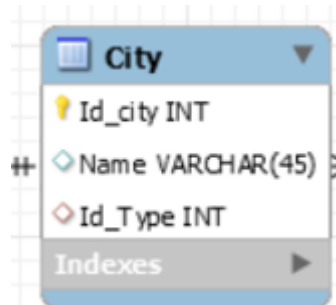 City
Id_city INT
Name VARCHAR(45)
Id_Type INT
Indexes